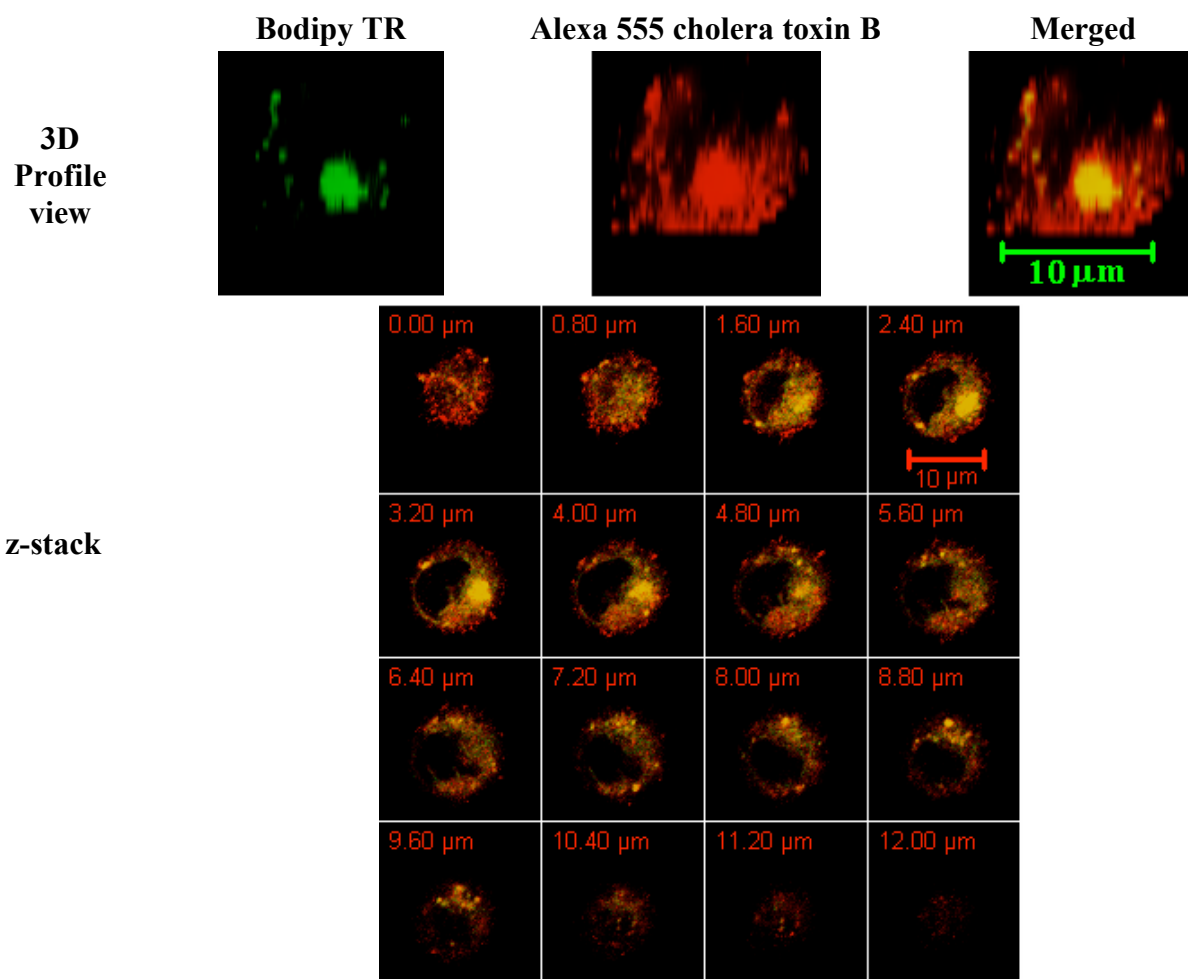 Bodipy TR Alexa 555 cholera toxin B Merged
3D
Profile
view
10 µm
0.00 µm 0.80 µm 1.60 µm 2.40 µm
10 µm
3.20 µm 4.00 µm 4.80 µm 5.60 µm
z-stack
6.40 µm 7.20 µm 8.00 µm 8.80 µm
9.60 µm 10.40 µm 11.20 µm 12.00 µm